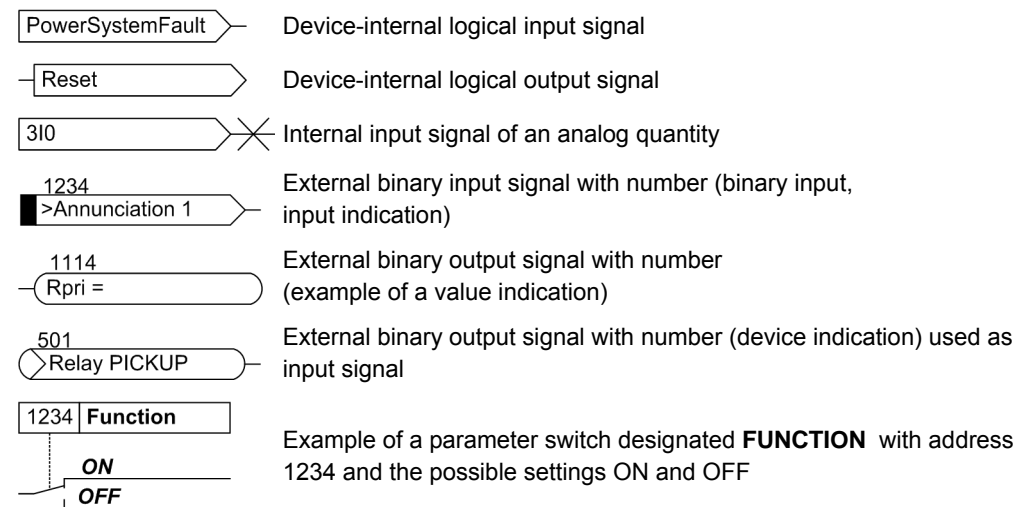 PowerSystemFault Device-internal logical input signal
Reset Device-internal logical output signal
3I0 Internal input signal of an analog quantity
1234
>Annunciation 1
External binary input signal with number (binary input,
input indication)
1114
Rpri =
External binary output signal with number
(example of a value indication)
501
Relay PICKUP
External binary output signal with number (device indication) used as
input signal
1234 Function
ON
OFF
Example of a parameter switch designated FUNCTION with address
1234 and the possible settings ON and OFF